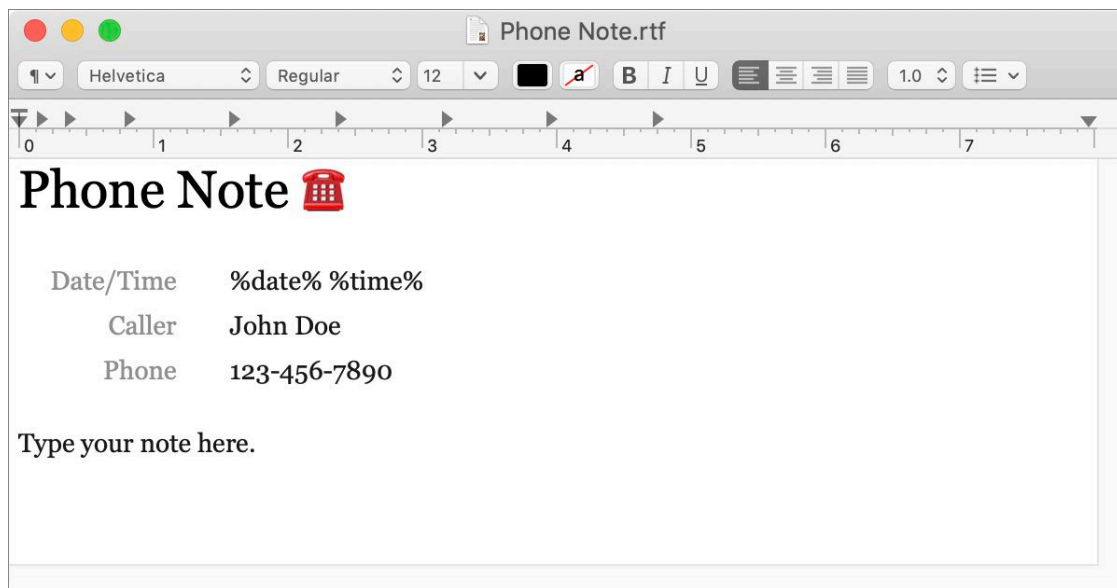 Phone Note.rtf
¶ Helvetica Regular 12 a B I U 1.0
0 1 2 3 4 5 6 7
Phone Note ☎️
Date/Time %date% %time%
Caller John Doe
Phone 123-456-7890
Type your note here.